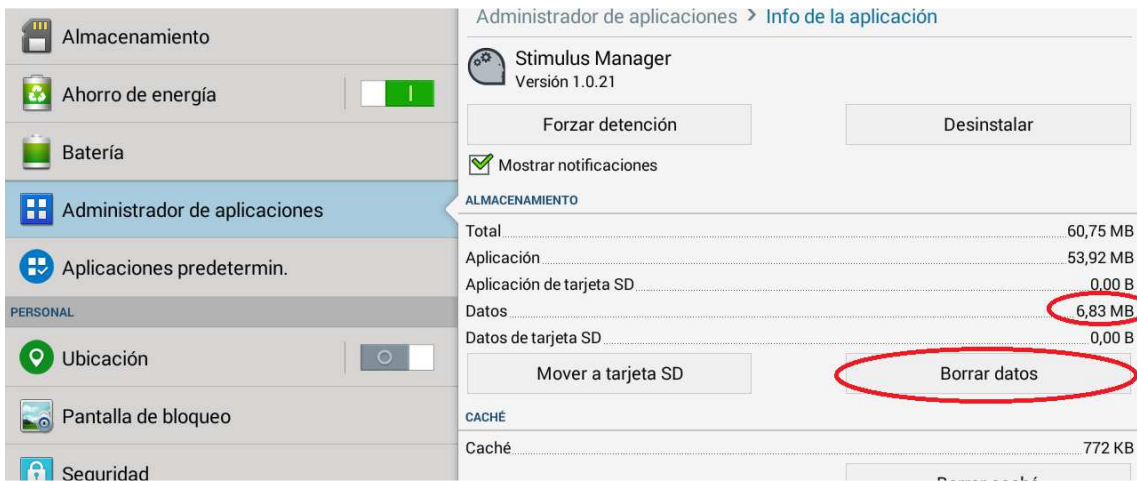 Almacenamiento
Ahorro de energía
Batería
Administrador de aplicaciones
Aplicaciones predetermin.
PERSONAL
Ubicación
Pantalla de bloqueo
Seguridad
Administrador de aplicaciones > Info de la aplicación
Stimulus Manager
Versión 1.0.21
Forzar detención
Desinstalar
Mostrar notificaciones
ALMACENAMIENTO
Total 60,75 MB
Aplicación 53,92 MB
Aplicación de tarjeta SD 0,00 B
Datos 6,83 MB
Datos de tarjeta SD 0,00 B
Mover a tarjeta SD
Borrar datos
CACHÉ
Caché 772 KB